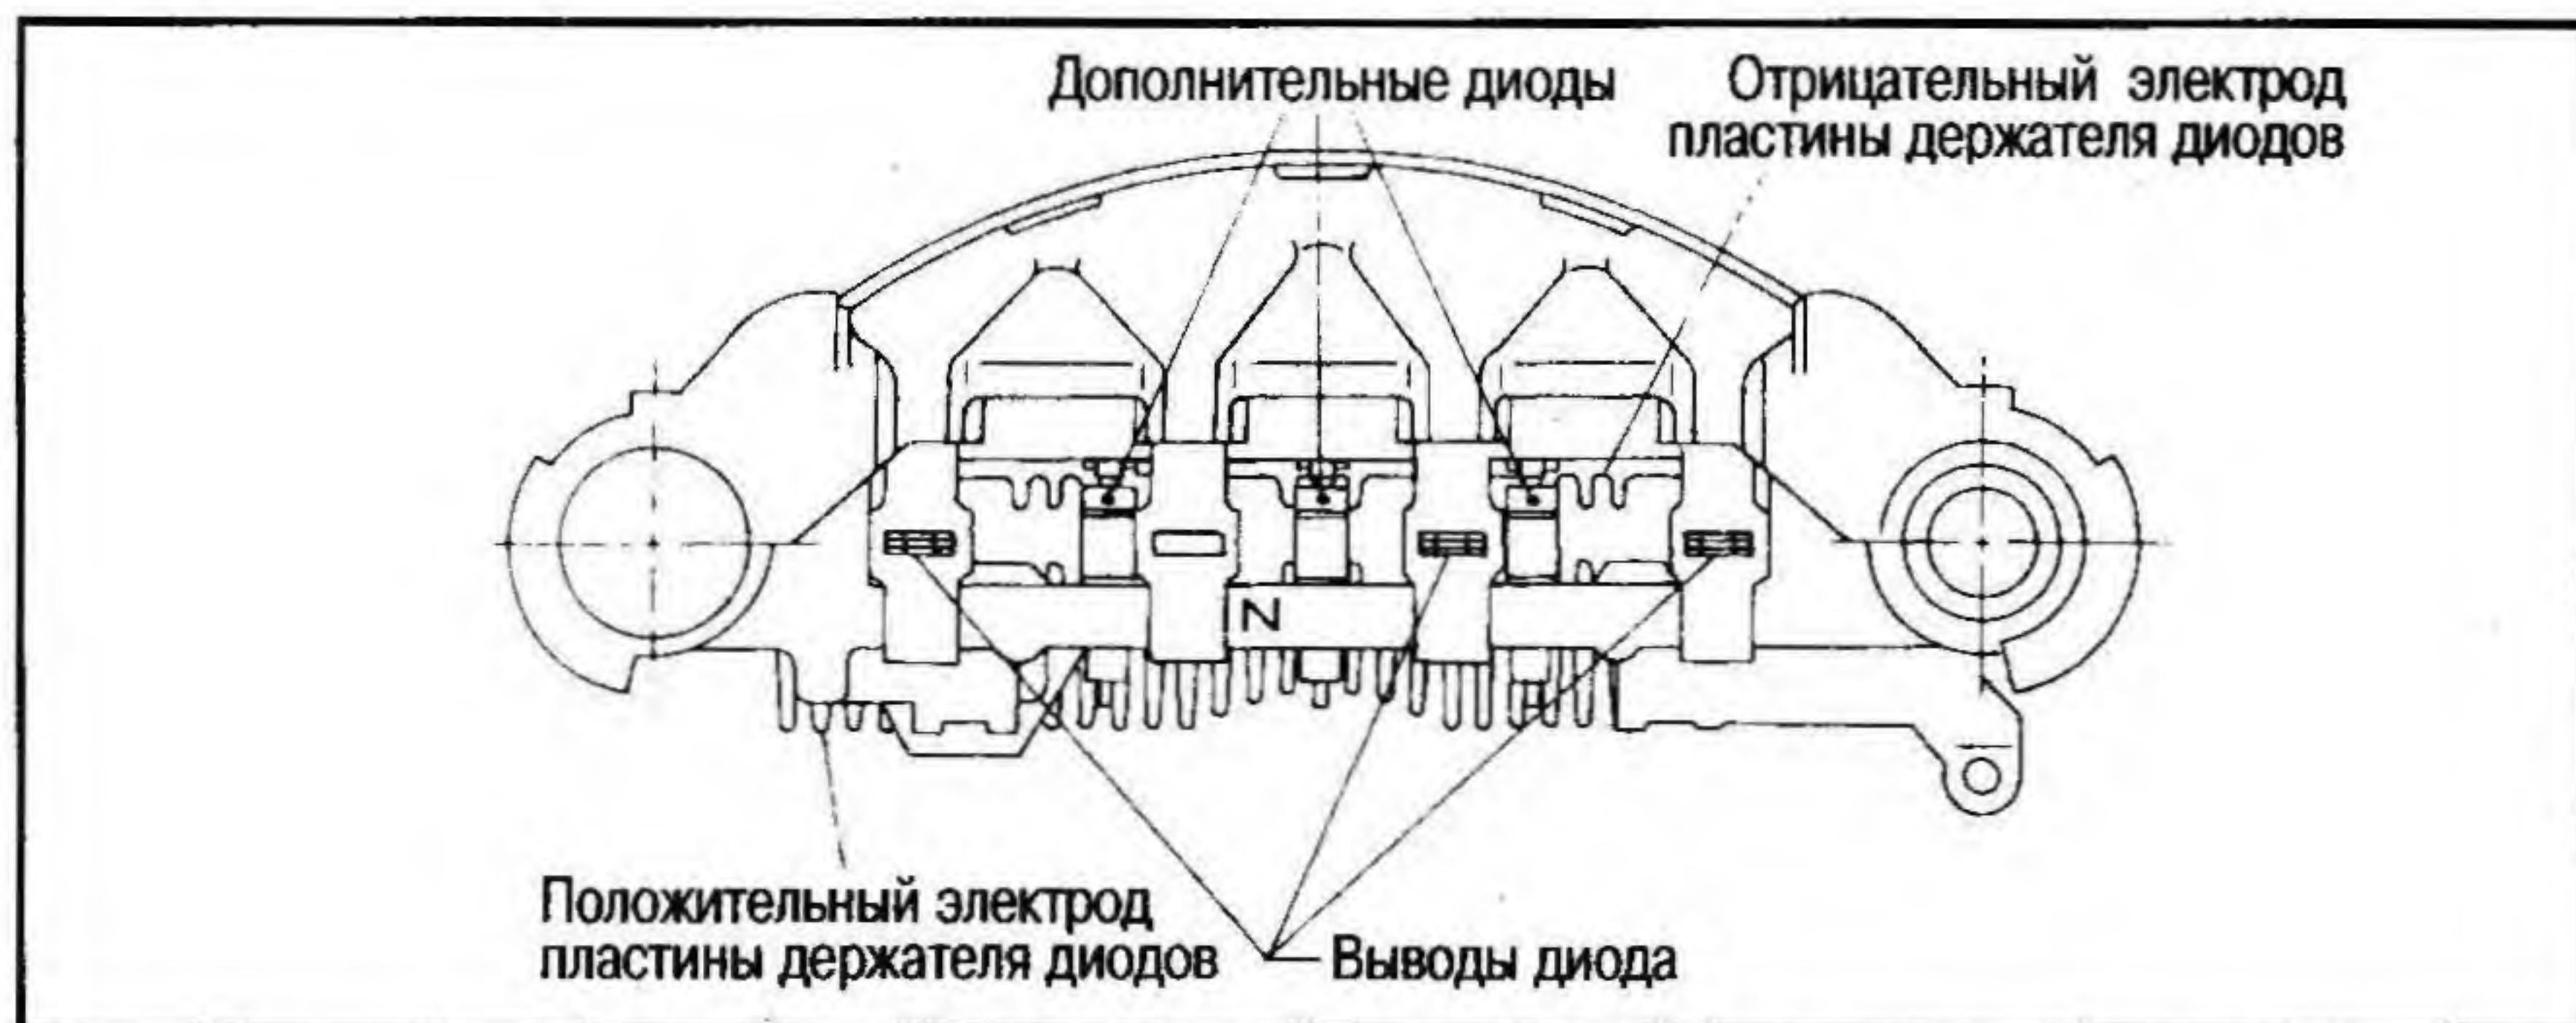 Дополнительные диоды
Отрицательный электрод
пластины держателя диодов
N
Положительный электрод
пластины держателя диодов
Выводы диода